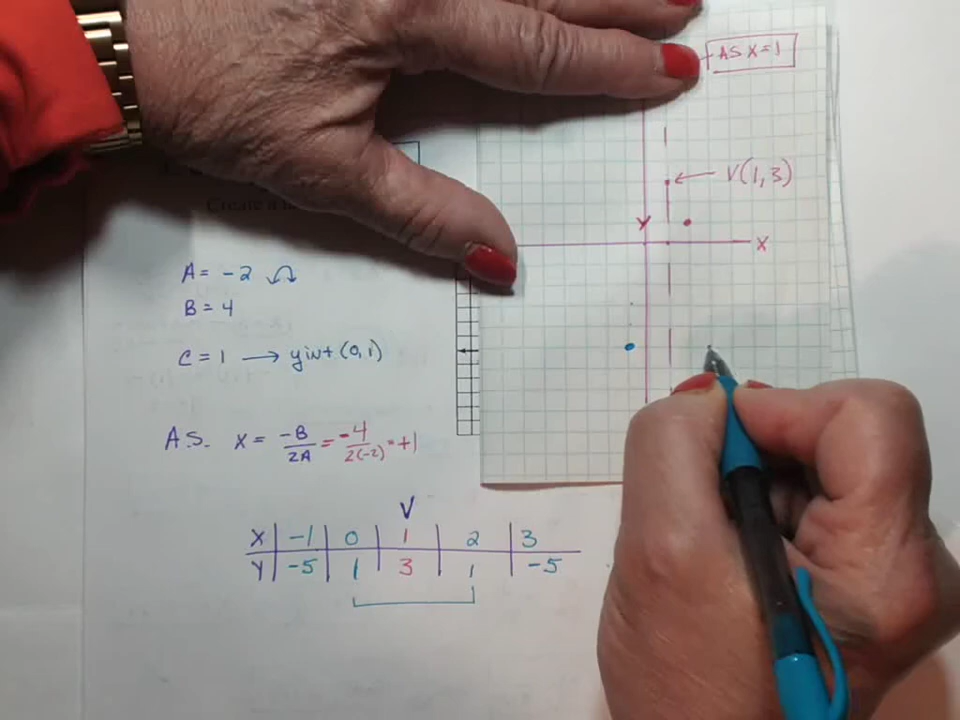 AS X=1
V(1,3)
Y
X
Create a
A = -2
B = 4
C = 1 → yint (0,1)
A.S. X = -B/2A = -4/2(-2) = +1
V
X | -1 | 0 | 1 | 2 | 3
Y | -5 | 1 | 3 | 1 | -5